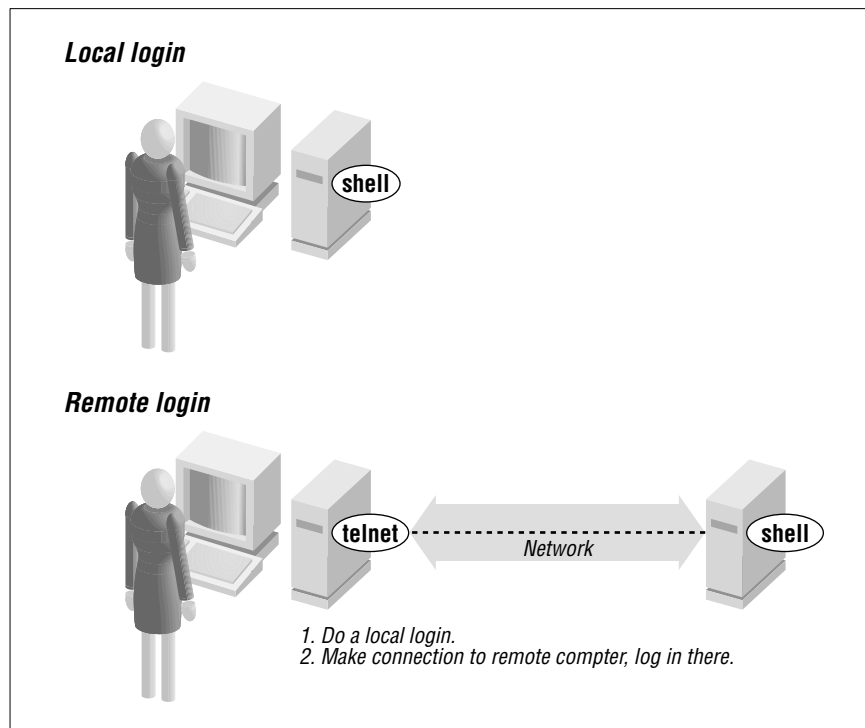 Local login
shell
Remote login
telnet
Network
shell
1. Do a local login.
2. Make connection to remote compter, log in there.